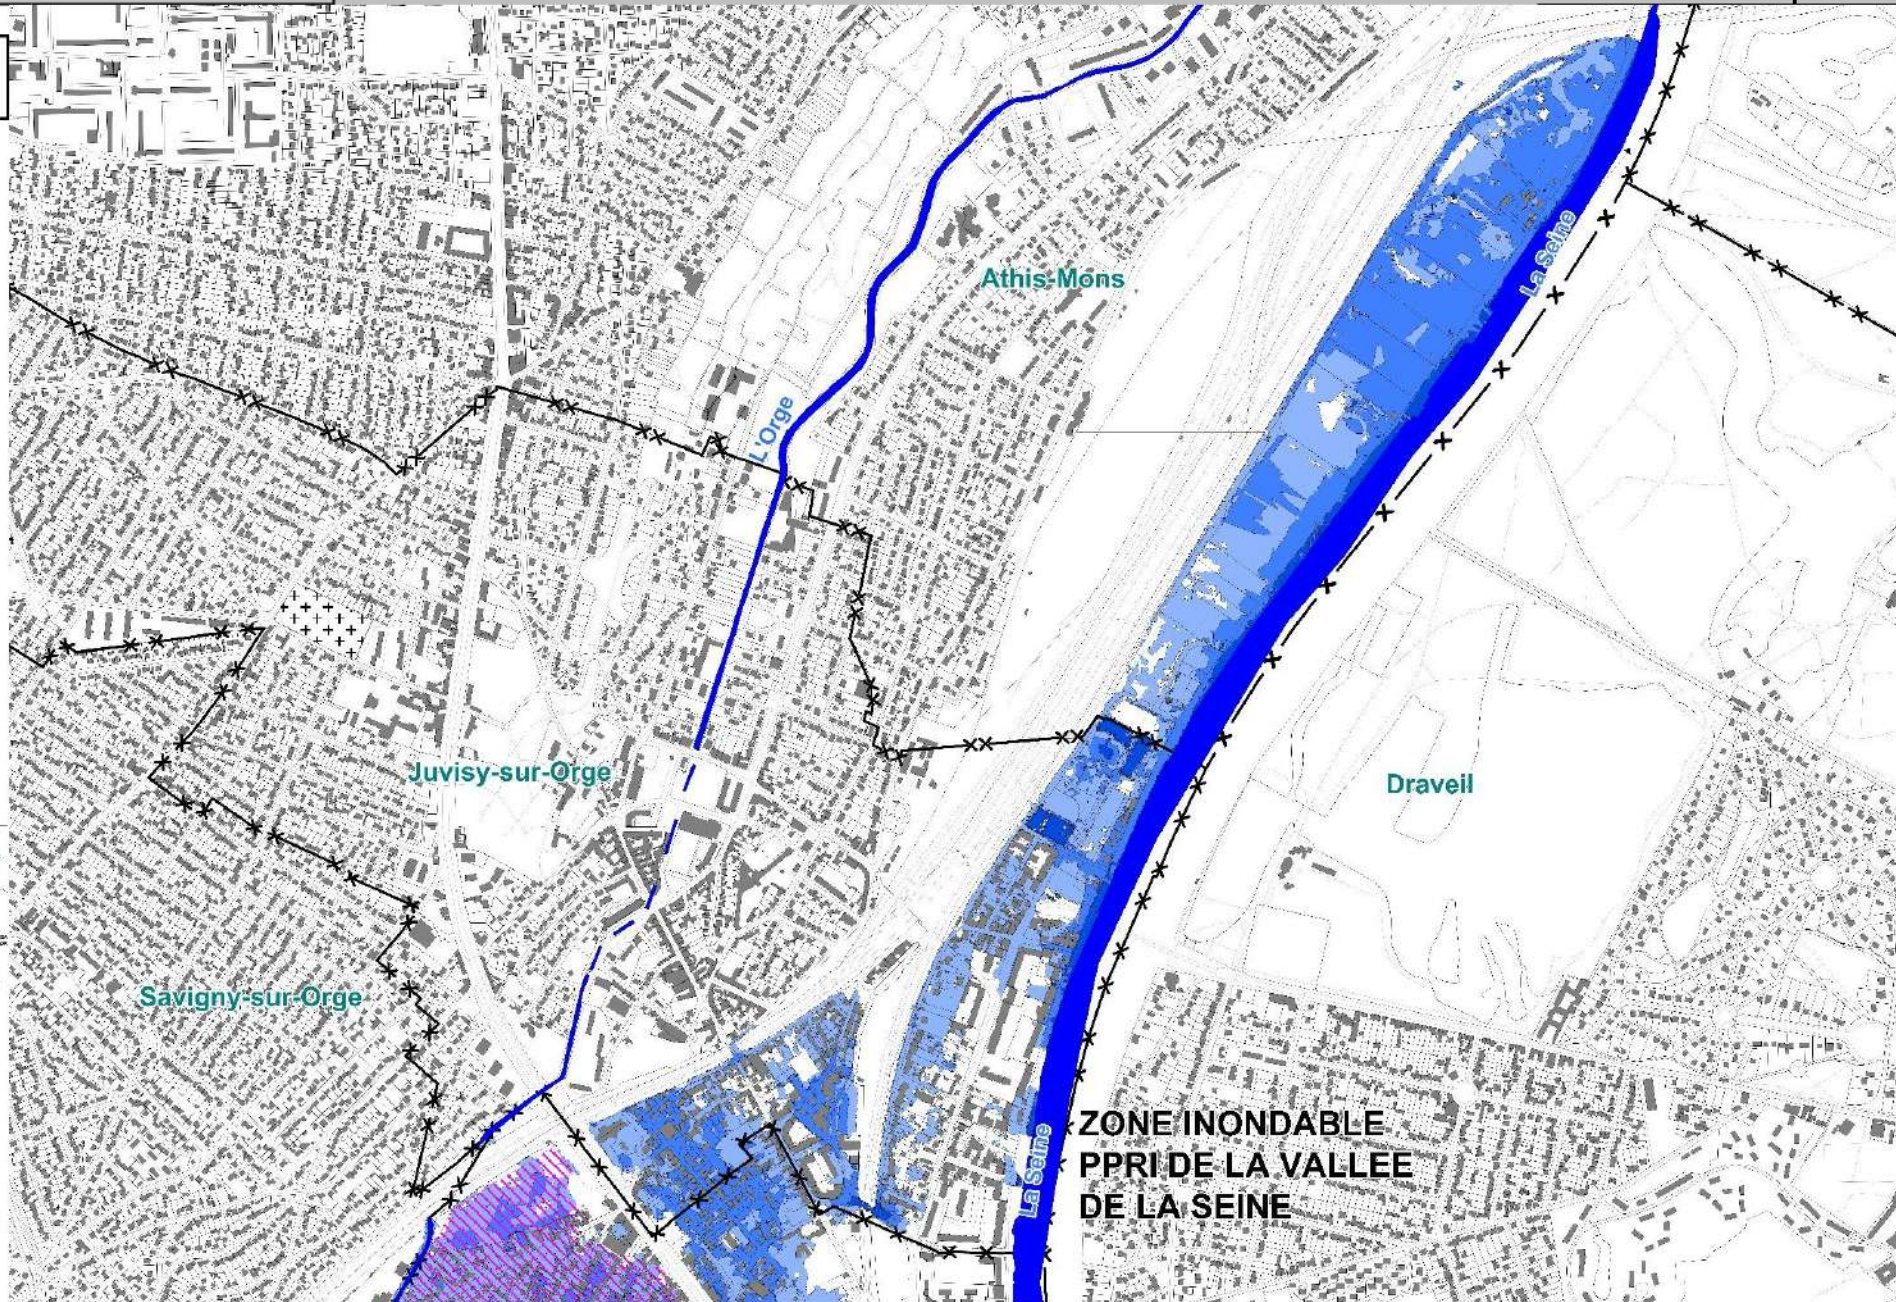 La Seine
Athis-Mons
L'Orge
Juvisy-sur-Orge
Draveil
Savigny-sur-Orge
La Seine
ZONE INONDABLE
PPRI DE LA VALLEE
DE LA SEINE